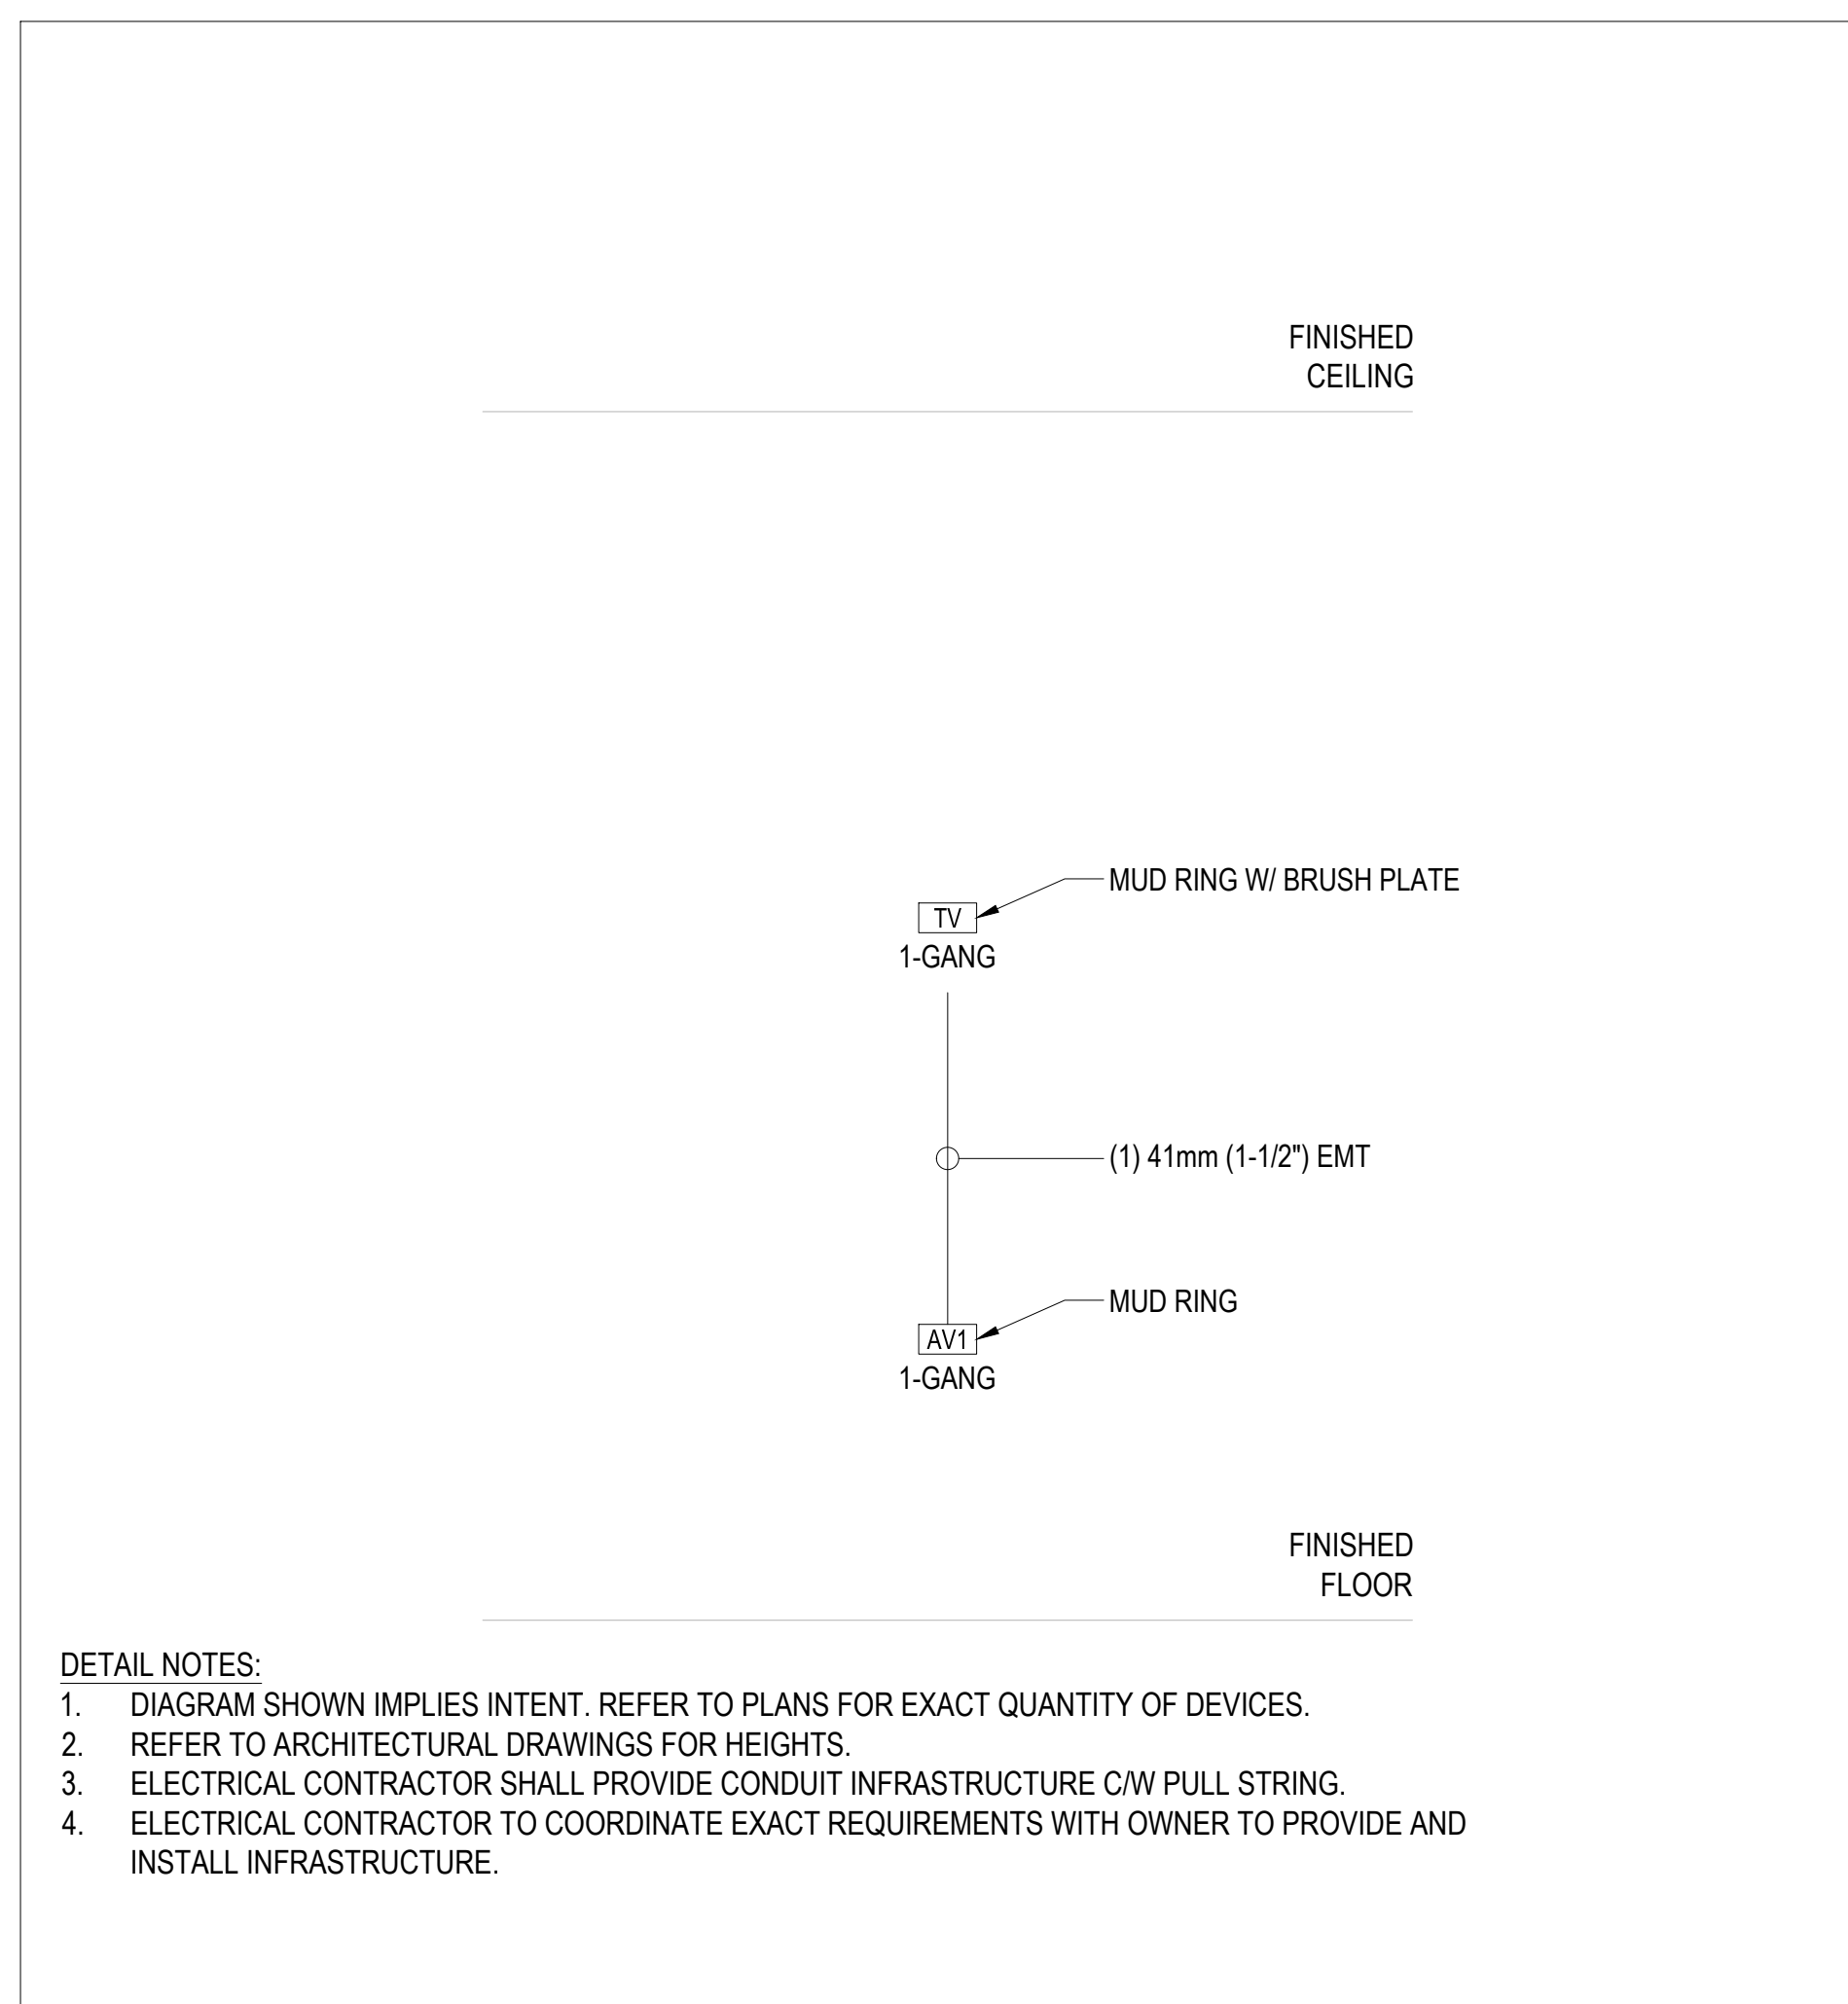 FINISHED
CEILING
MUD RING W/ BRUSH PLATE
TV
1-GANG
(1) 41mm (1-1/2") EMT
MUD RING
AV1
1-GANG
FINISHED
FLOOR
DETAIL NOTES:
1. DIAGRAM SHOWN IMPLIES INTENT. REFER TO PLANS FOR EXACT QUANTITY OF DEVICES.
2. REFER TO ARCHITECTURAL DRAWINGS FOR HEIGHTS.
3. ELECTRICAL CONTRACTOR SHALL PROVIDE CONDUIT INFRASTRUCTURE C/W PULL STRING.
4. ELECTRICAL CONTRACTOR TO COORDINATE EXACT REQUIREMENTS WITH OWNER TO PROVIDE AND
INSTALL INFRASTRUCTURE.